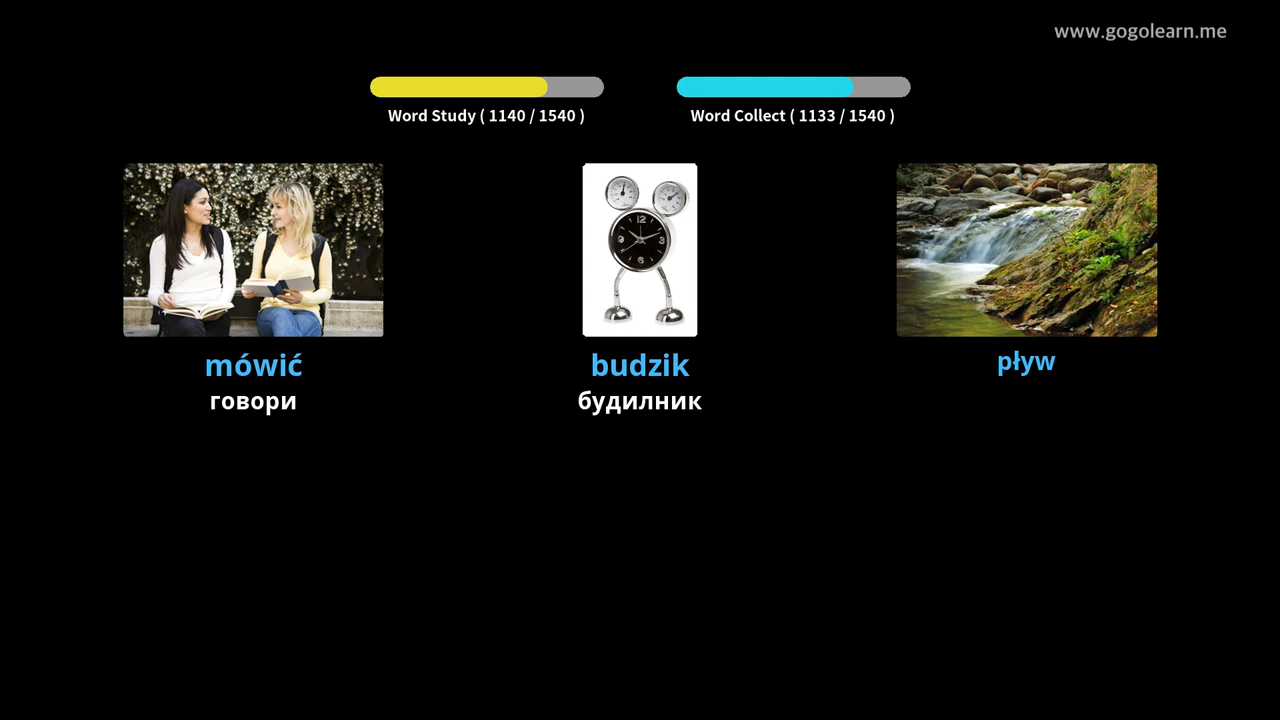 www.gogolearn.me
Word Study ( 1140 / 1540 )
Word Collect ( 1133 / 1540 )
mówić
говори
budzik
будилник
pływ